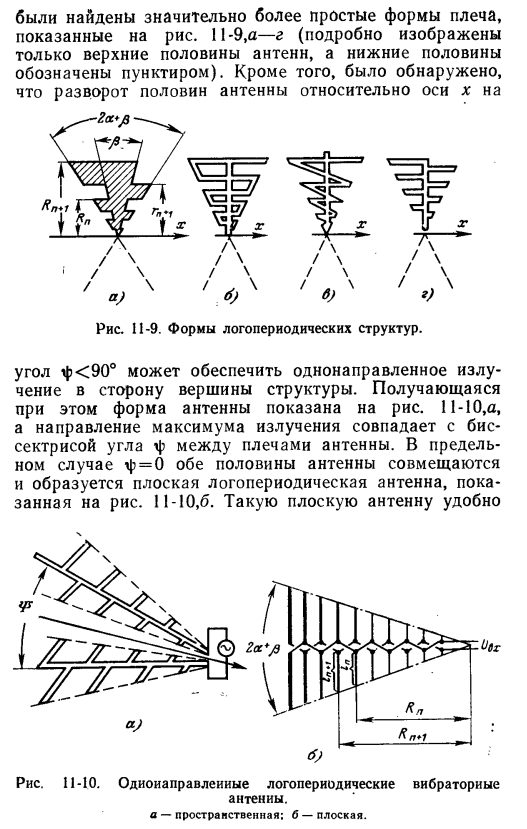 были найдены значительно более простые формы плеча,
показанные на рис. 11-9,а—г (подробно изображены
только верхние половины антенн, а нижние половины
обозначены пунктиром). Кроме того, было обнаружено,
что разворот половин антенны относительно оси x на
2α+β
β
Rn+1
Rn
rn+1
x
x
x
x
а)
б)
в)
г)
Рис. 11-9. Формы логопериодических структур.
угол ψ<90° может обеспечить однонаправленное излу-
чение в сторону вершины структуры. Получающаяся
при этом форма антенны показана на рис. 11-10,а,
а направление максимума излучения совпадает с бис-
сектрисой угла ψ между плечами антенны. В предель-
ном случае ψ=0 обе половины антенны совмещаются
и образуется плоская логопериодическая антенна, пока-
занная на рис. 11-10,б. Такую плоскую антенну удобно
ψ
2α+β
Uвх
ln+1
ln
Rn
Rn+1
а)
б)
Рис. 11-10. Однонаправленные логопериодические вибраторные
антенны.
а — пространственная; б — плоская.